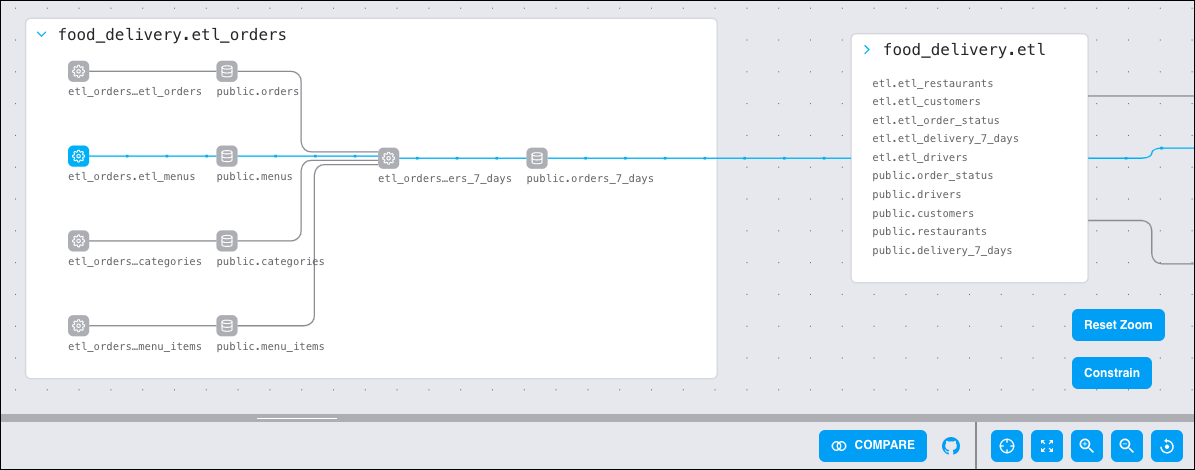 food_delivery.etl_orders
etl_orders…etl_orders
public.orders
etl_orders.etl_menus
public.menus
etl_orders…ers_7_days
public.orders_7_days
etl_orders…categories
public.categories
etl_orders…menu_items
public.menu_items
food_delivery.etl
etl.etl_restaurants
etl.etl_customers
etl.etl_order_status
etl.etl_delivery_7_days
etl.etl_drivers
public.order_status
public.drivers
public.customers
public.restaurants
public.delivery_7_days
Reset Zoom
Constrain
COMPARE